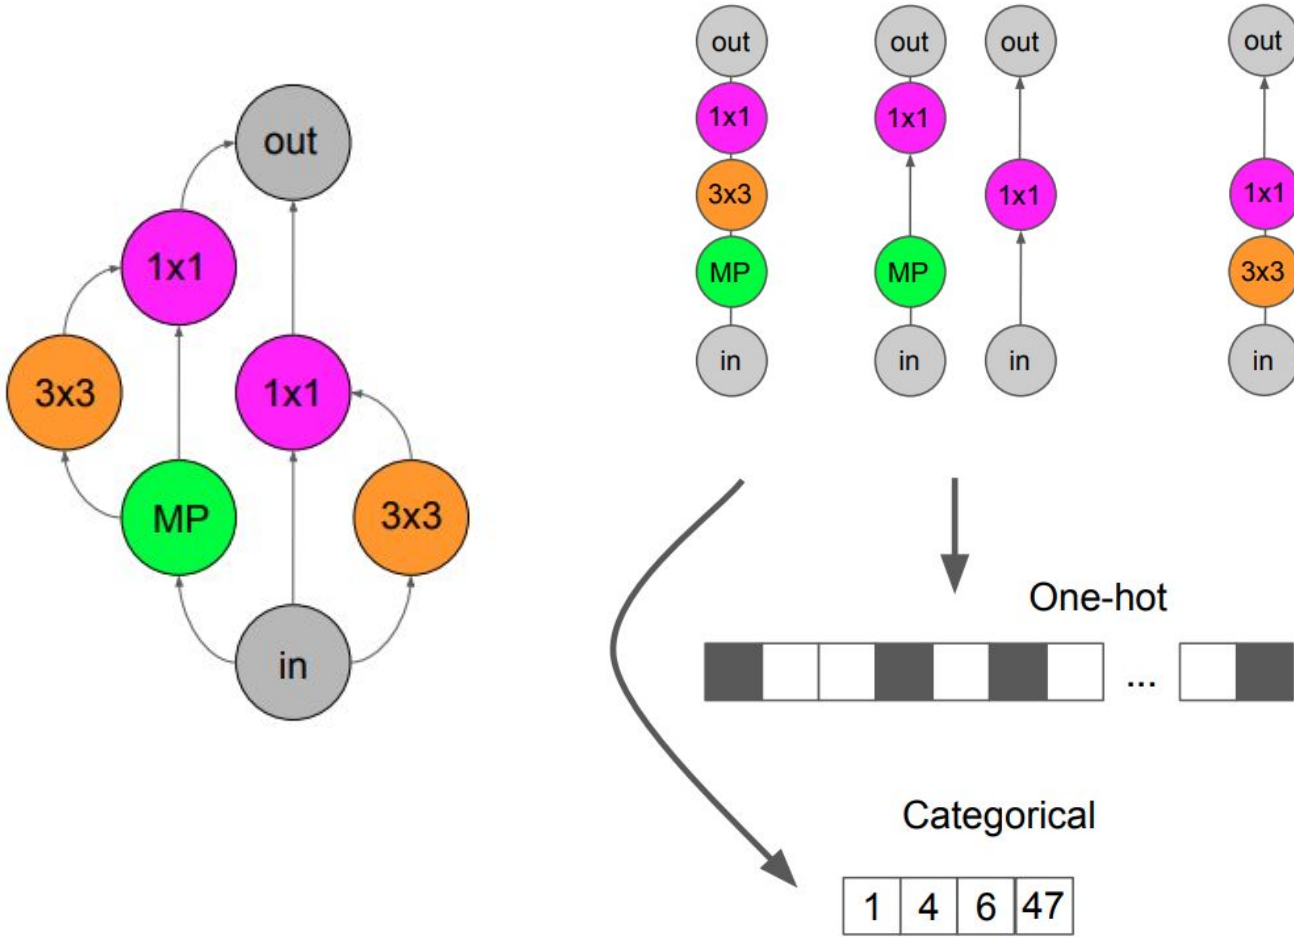 out
1x1
3x3
1x1
MP
3x3
in
out
1x1
3x3
MP
in
out
1x1
MP
in
out
1x1
in
out
1x1
3x3
in
One-hot
...
Categorical
1 4 6 47